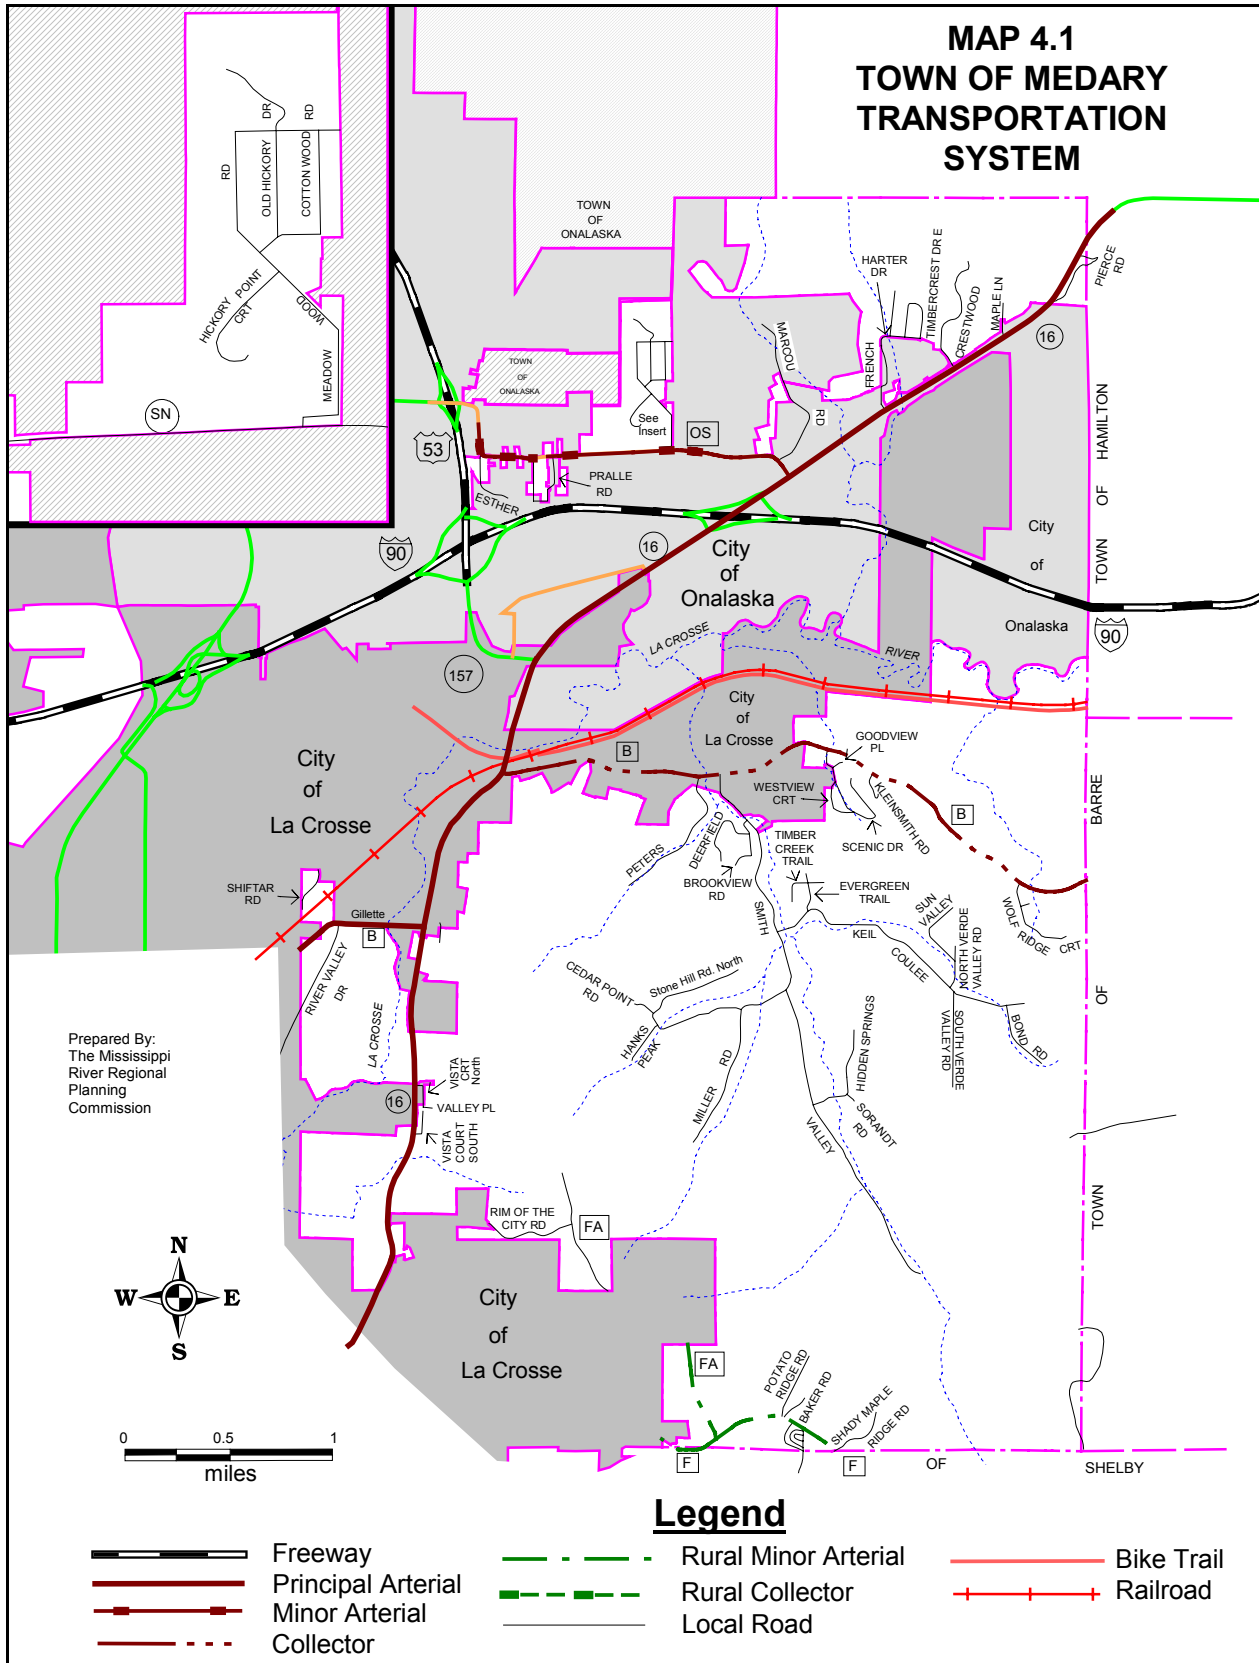 MAP 4.1
TOWN OF MEDARY
TRANSPORTATION
SYSTEM
RD
OLD HICKORY
DR
COTTON WOOD
RD
HICKORY POINT
CRT
WOOD
MEADOW
SN
TOWN
OF
ONALASKA
TOWN
OF
ONALASKA
See
Insert
OS
53
ESTHER
PRALLE
RD
MARCOU
RD
HARTER
DR
FRENCH
TIMBERCREST DR E
CRESTWOOD
MAPLE LN
PIERCE
RD
16
TOWN OF HAMILTON
90
16
City
of
Onalaska
City
of
Onalaska
90
157
LA CROSSE
RIVER
City
of
La Crosse
City
of
La Crosse
B
GOODVIEW
PL
WESTVIEW
CRT
KLEINSMITH RD
SCENIC DR
B
BARRE
OF
TOWN
PETERS
DEERFIELD
BROOKVIEW
RD
TIMBER
CREEK
TRAIL
EVERGREEN
TRAIL
SMITH
KEIL
COULEE
SUN
VALLEY
NORTH VERDE
VALLEY RD
SOUTH VERDE
VALLEY RD
WOLF RIDGE CRT
BOND RD
SHIFTAR
RD
Gillette
B
RIVER VALLEY
DR
LA CROSSE
CEDAR POINT
RD
Stone Hill Rd. North
HANKS
PEAK
MILLER RD
HIDDEN SPRINGS
SORANDT
RD
VALLEY
Prepared By:
The Mississippi
River Regional
Planning
Commission
16
VISTA
CRT
North
VALLEY PL
VISTA
COURT
SOUTH
RIM OF THE
CITY RD
FA
City
of
La Crosse
N
W E
S
FA
POTATO
RIDGE RD
BAKER RD
SHADY MAPLE
RIDGE RD
F
F
OF
SHELBY
0 0.5 1
miles
Legend
Freeway
Principal Arterial
Minor Arterial
Collector
Rural Minor Arterial
Rural Collector
Local Road
Bike Trail
Railroad